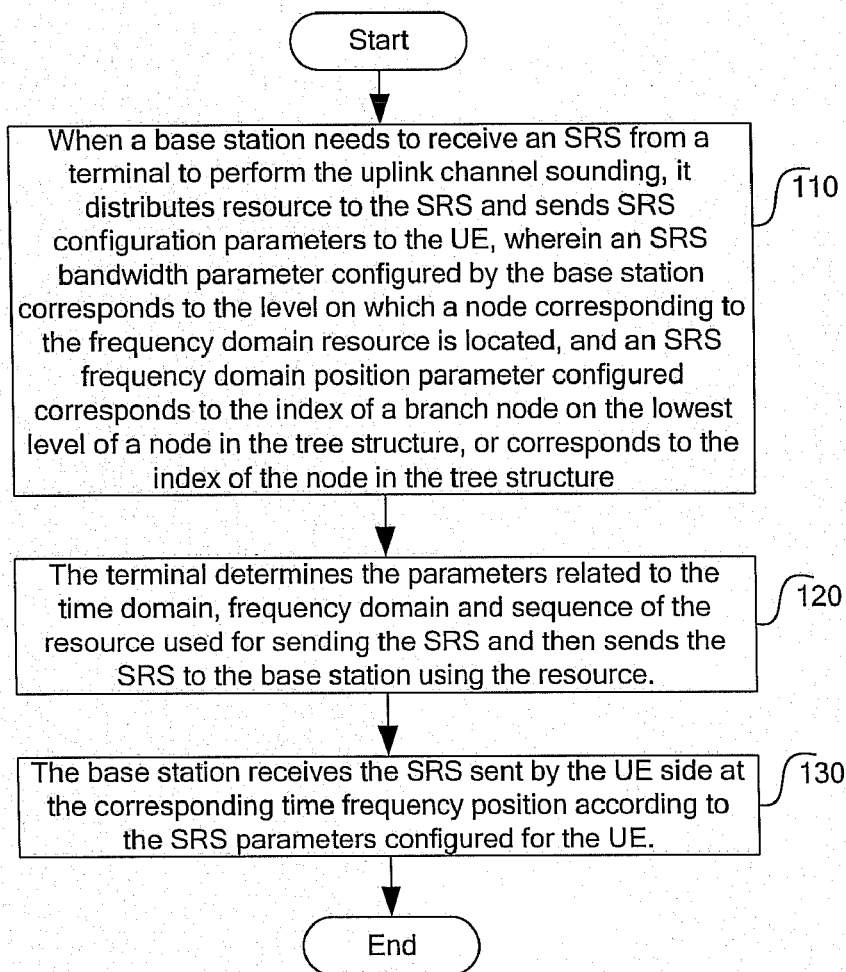 Start
When a base station needs to receive an SRS from a
terminal to perform the uplink channel sounding, it
distributes resource to the SRS and sends SRS
configuration parameters to the UE, wherein an SRS
bandwidth parameter configured by the base station
corresponds to the level on which a node corresponding to
the frequency domain resource is located, and an SRS
frequency domain position parameter configured
corresponds to the index of a branch node on the lowest
level of a node in the tree structure, or corresponds to the
index of the node in the tree structure
110
The terminal determines the parameters related to the
time domain, frequency domain and sequence of the
resource used for sending the SRS and then sends the
SRS to the base station using the resource.
120
The base station receives the SRS sent by the UE side at
the corresponding time frequency position according to
the SRS parameters configured for the UE.
130
End